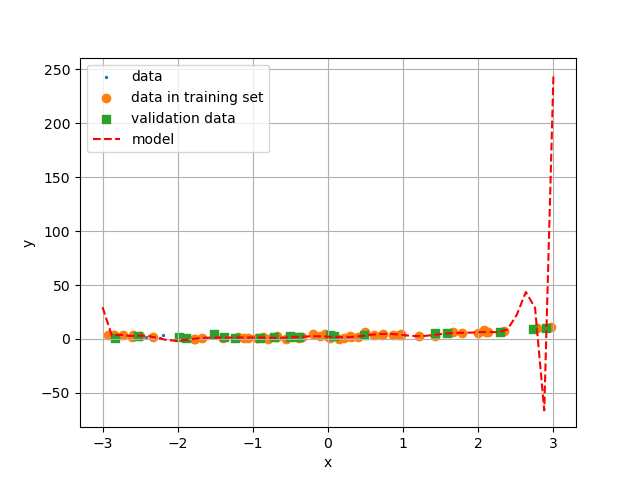 250
200
150
100
50
0
−50
y
data
data in training set
validation data
model
−3
−2
−1
0
1
2
3
x